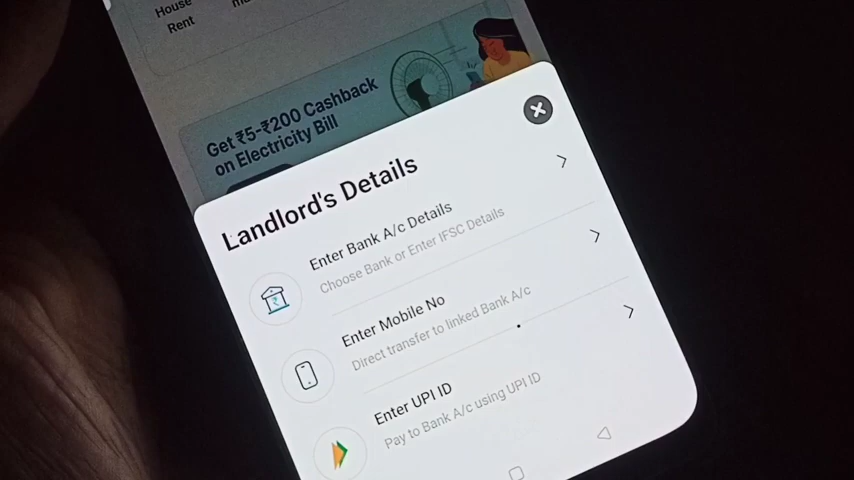 House
Rent
Get ₹5-₹200 Cashback
on Electricity Bill
Landlord's Details
Enter Bank A/c Details
Choose Bank or Enter IFSC Details
Enter Mobile No
Direct transfer to linked Bank A/c
Enter UPI ID
Pay to Bank A/c using UPI ID